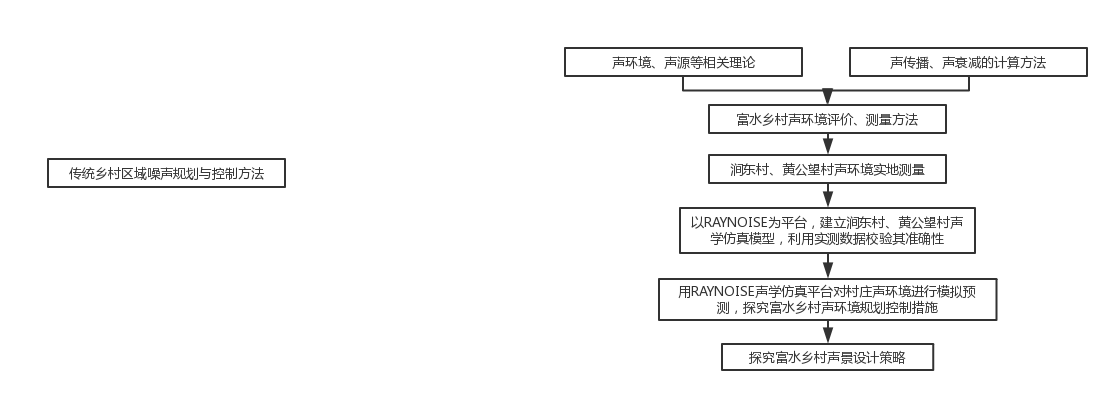 声环境、声源等相关理论
声传播、声衰减的计算方法
富水乡村声环境评价、测量方法
涧东村、黄公望村声环境实地测量
传统乡村区域噪声规划与控制方法
以RAYNOISE为平台，建立涧东村、黄公望村声
学仿真模型，利用实测数据校验其准确性
用RAYNOISE声学仿真平台对村庄声环境进行模拟预
测，探究富水乡村声环境规划控制措施
探究富水乡村声景设计策略